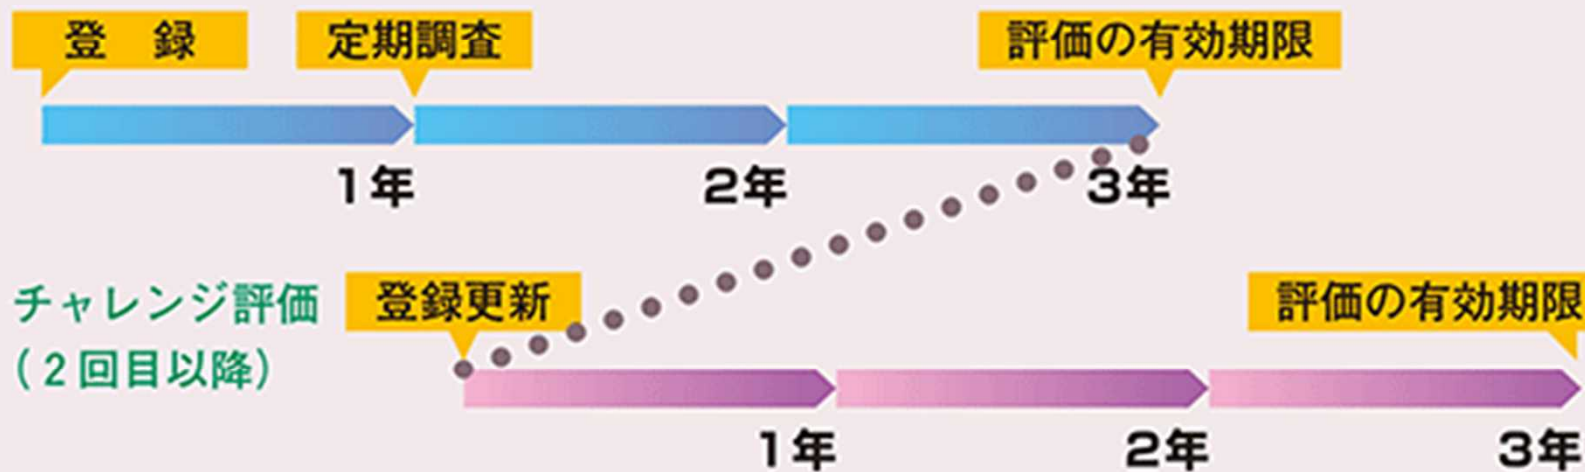 登　録
定期調査
評価の有効期限
1年
2年
3年
チャレンジ評価
（2回目以降）
登録更新
評価の有効期限
1年
2年
3年